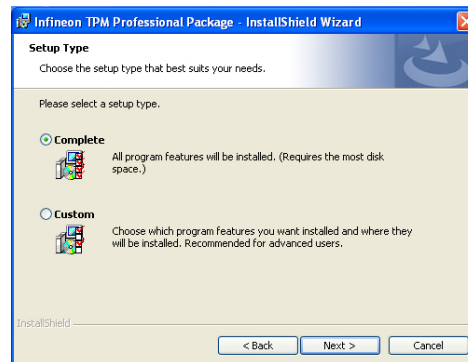 Infineon TPM Professional Package - InstallShield Wizard
Setup Type
Choose the setup type that best suits your needs.
Please select a setup type.
Complete
All program features will be installed. (Requires the most disk
space.)
Custom
Choose which program features you want installed and where they
will be installed. Recommended for advanced users.
InstallShield
< Back Next > Cancel